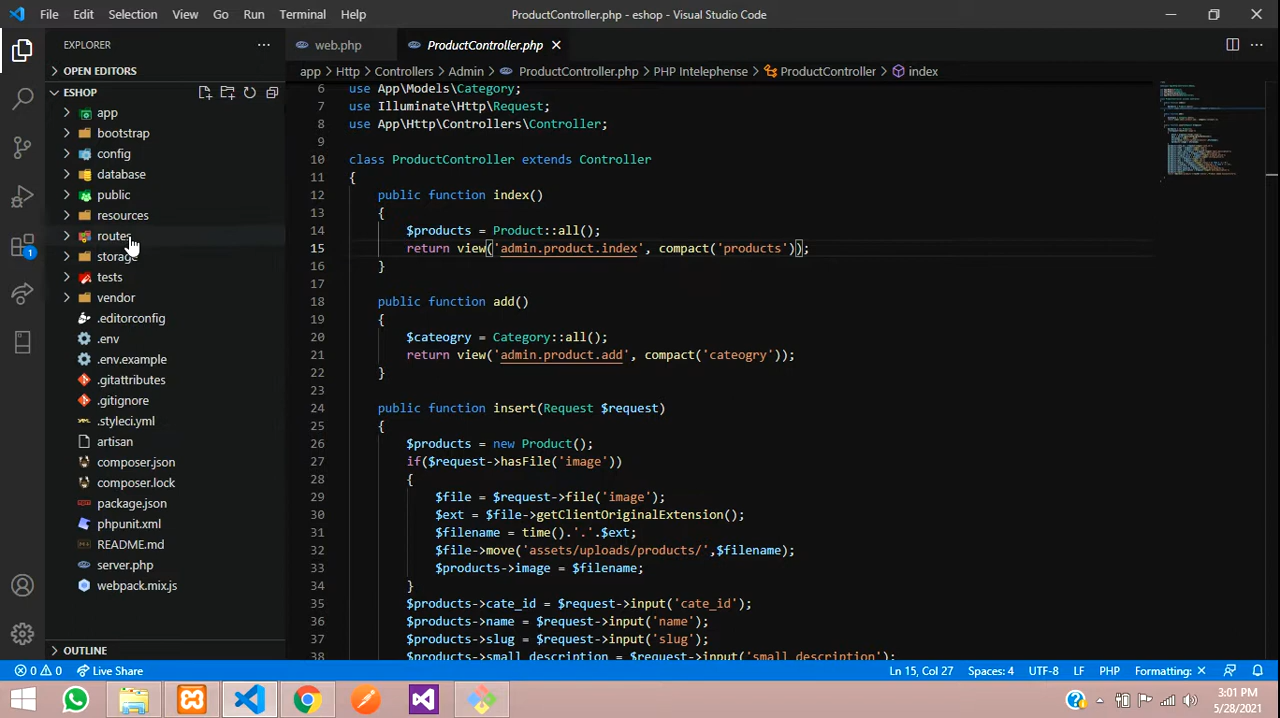 File Edit Selection View Go Run Terminal Help ProductController.php - eshop - Visual Studio Code
EXPLORER ··· web.php ProductController.php
OPEN EDITORS app > Http > Controllers > Admin > ProductController.php > PHP Intelephense > ProductController > index
ESHOP
app
bootstrap
config
database
public
resources
routes
storage
tests
vendor
.editorconfig
.env
.env.example
.gitattributes
.gitignore
.styleci.yml
artisan
composer.json
composer.lock
package.json
phpunit.xml
README.md
server.php
webpack.mix.js
OUTLINE
1
6 use App\Models\Category;
7 use Illuminate\Http\Request;
8 use App\Http\Controllers\Controller;
9
10 class ProductController extends Controller
11 {
12 public function index()
13 {
14 $products = Product::all();
15 return view('admin.product.index', compact('products'));
16 }
17
18 public function add()
19 {
20 $cateogry = Category::all();
21 return view('admin.product.add', compact('cateogry'));
22 }
23
24 public function insert(Request $request)
25 {
26 $products = new Product();
27 if($request->hasFile('image'))
28 {
29 $file = $request->file('image');
30 $ext = $file->getClientOriginalExtension();
31 $filename = time().'.'.$ext;
32 $file->move('assets/uploads/products/',$filename);
33 $products->image = $filename;
34 }
35 $products->cate_id = $request->input('cate_id');
36 $products->name = $request->input('name');
37 $products->slug = $request->input('slug');
38 $products->small_description = $request->input('small_description');
0 0 Live Share Ln 15, Col 27 Spaces: 4 UTF-8 LF PHP Formatting: ×
3:01 PM
5/28/2021